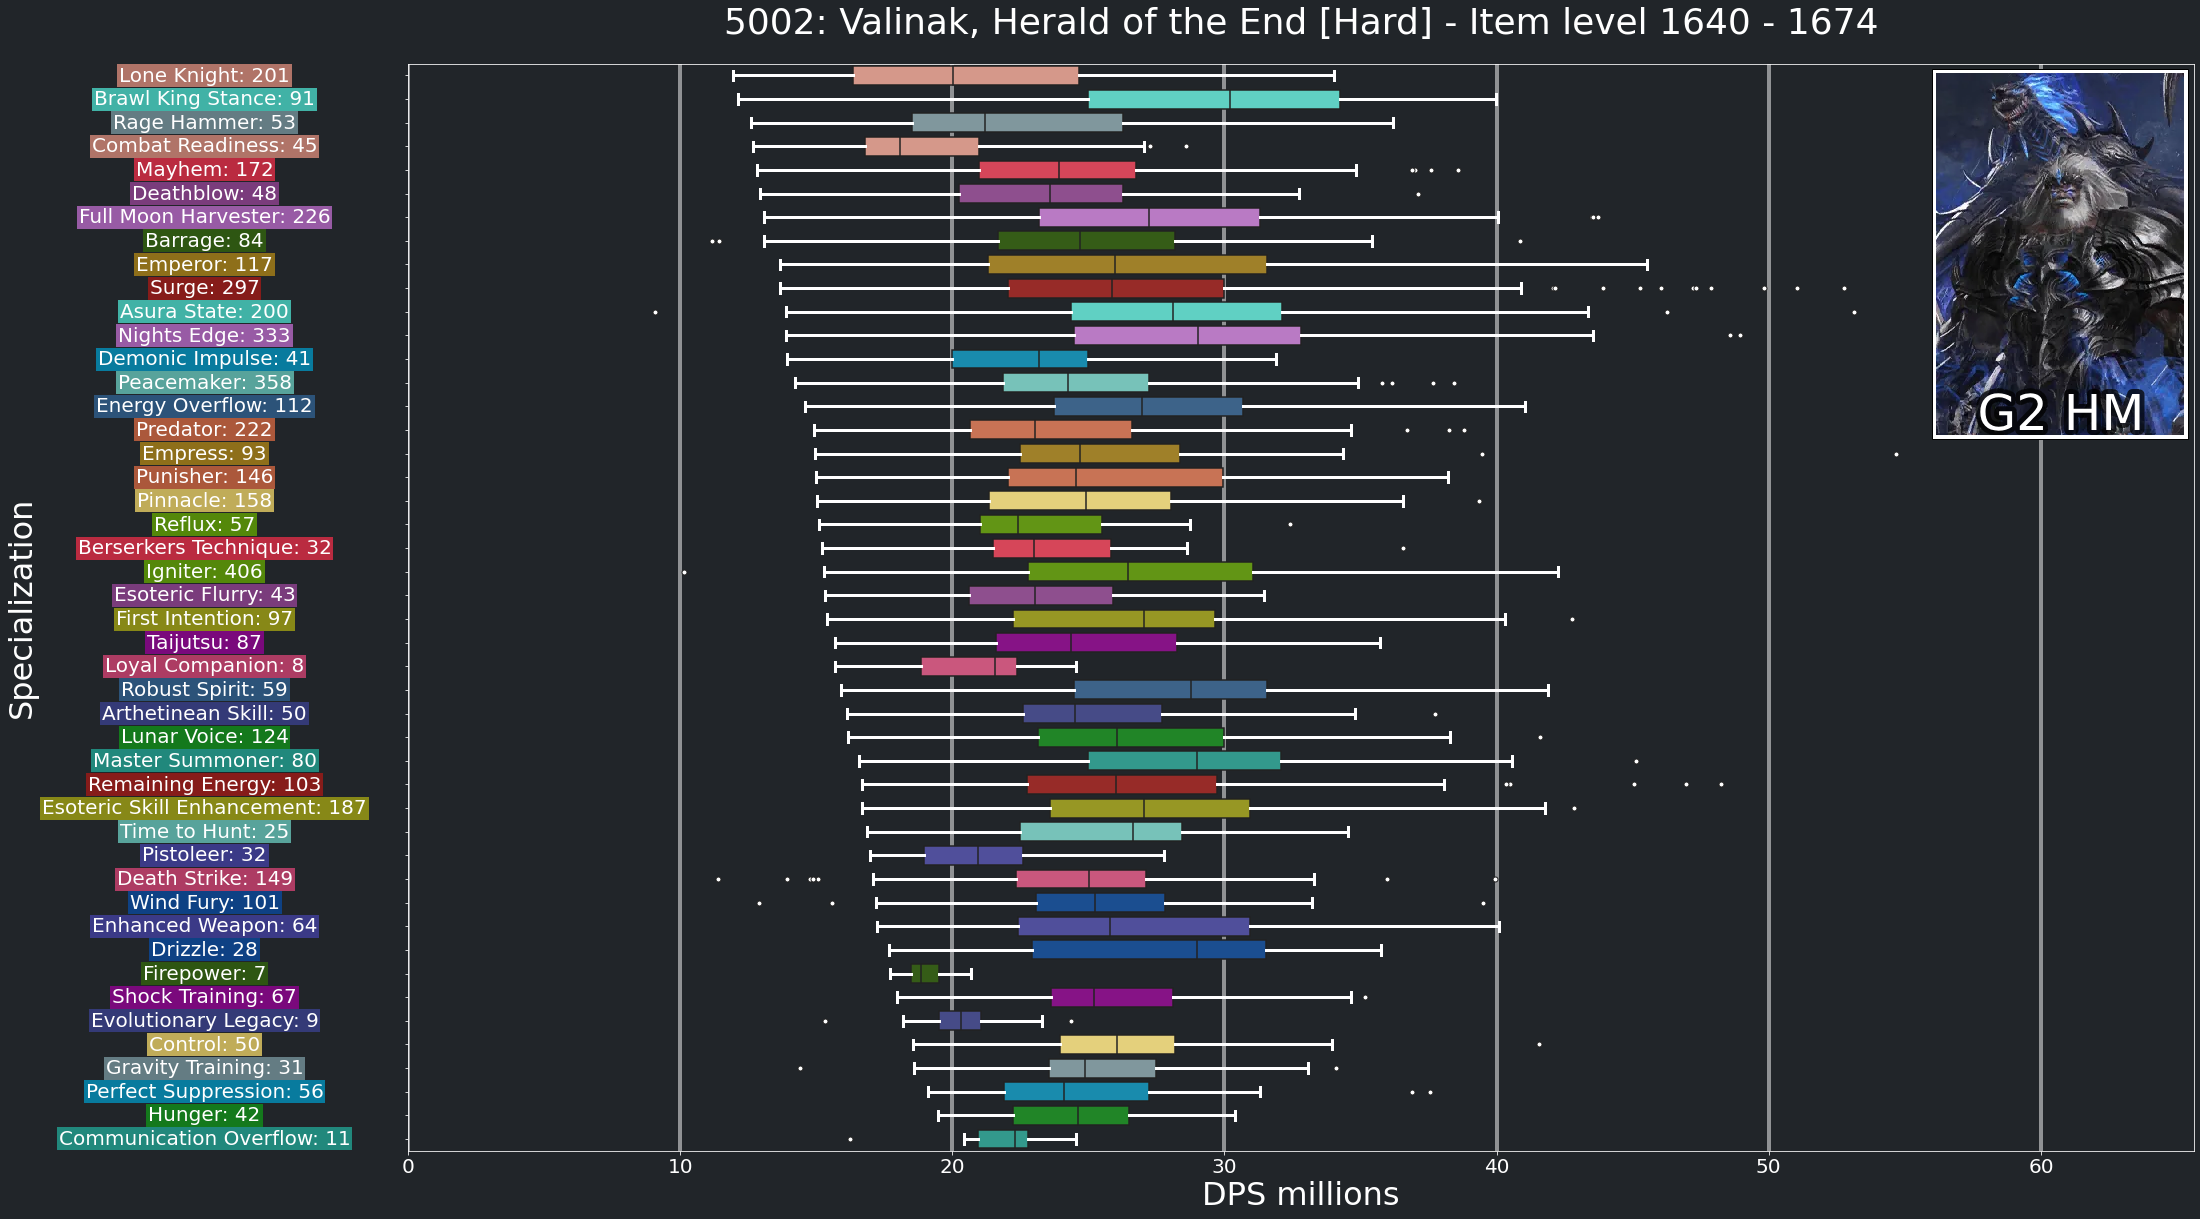 5002: Valinak, Herald of the End [Hard] - Item level 1640 - 1674
Lone Knight: 201
Brawl King Stance: 91
Rage Hammer: 53
Combat Readiness: 45
Mayhem: 172
Deathblow: 48
Full Moon Harvester: 226
Barrage: 84
Emperor: 117
Surge: 297
Asura State: 200
Nights Edge: 333
Demonic Impulse: 41
Peacemaker: 358
Energy Overflow: 112
Predator: 222
Empress: 93
Punisher: 146
Pinnacle: 158
Reflux: 57
Berserkers Technique: 32
Igniter: 406
Esoteric Flurry: 43
First Intention: 97
Taijutsu: 87
Loyal Companion: 8
Robust Spirit: 59
Arthetinean Skill: 50
Lunar Voice: 124
Master Summoner: 80
Remaining Energy: 103
Esoteric Skill Enhancement: 187
Time to Hunt: 25
Pistoleer: 32
Death Strike: 149
Wind Fury: 101
Enhanced Weapon: 64
Drizzle: 28
Firepower: 7
Shock Training: 67
Evolutionary Legacy: 9
Control: 50
Gravity Training: 31
Perfect Suppression: 56
Hunger: 42
Communication Overflow: 11
Specialization
G2 HM
0 10 20 30 40 50 60
DPS millions